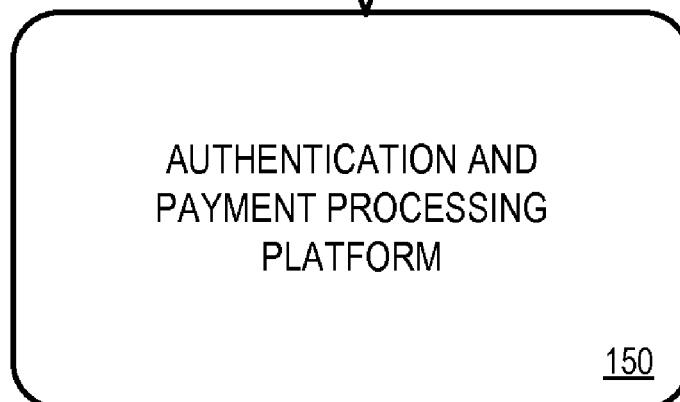 AUTHENTICATION AND
PAYMENT PROCESSING
PLATFORM
150